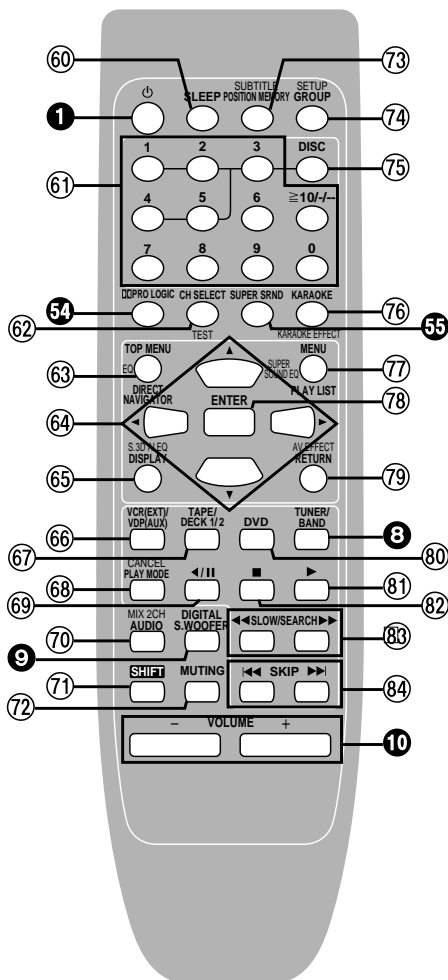 60 73
SUBTITLE SETUP
⏻ SLEEP POSITION MEMORY GROUP
1 74
1 2 3 DISC
61 75
4 5 6 ≧10/-/--
7 8 9 0
54 PRO LOGIC CH SELECT SUPER SRND KARAOKE 76
62 TEST KARAOKE EFFECT 55
TOP MENU ▲ MENU
63 EQ SUPER SOUND EQ 77
DIRECT NAVIGATOR ENTER PLAY LIST 78
64 ◄ ►
S.3D AI EQ AV EFFECT
65 DISPLAY RETURN 79
▼
VCR(EXT)/ TAPE/ TUNER/
66 VDP(AUX) DECK 1/2 DVD BAND 8
67 80
CANCEL
68 PLAY MODE ◄/II ■ ► 81
69 82
MIX 2CH DIGITAL
70 AUDIO S.WOOFER ◄◄SLOW/SEARCH►► 83
9
71 SHIFT MUTING |◄◄ SKIP ►►| 84
72
− VOLUME + 10